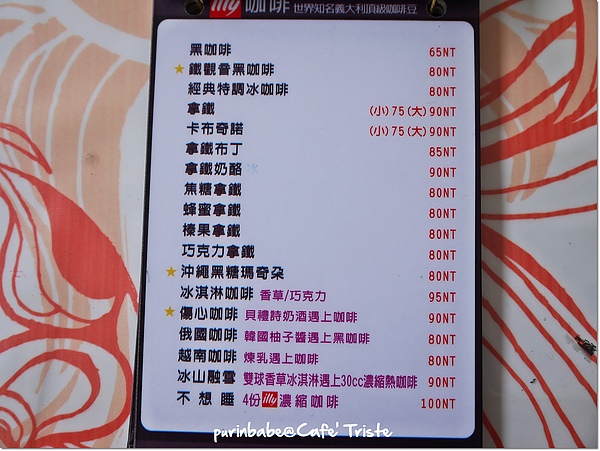 illy 咖啡 世界知名義大利頂級咖啡豆
黑咖啡 65NT
★ 鐵觀音黑咖啡 80NT
經典特調冰咖啡 80NT
拿鐵 (小)75(大)90NT
卡布奇諾 (小)75(大)90NT
拿鐵布丁 85NT
拿鐵奶酪 冰 90NT
焦糖拿鐵 80NT
蜂蜜拿鐵 80NT
榛果拿鐵 80NT
巧克力拿鐵 80NT
★ 沖繩黑糖瑪奇朵 80NT
冰淇淋咖啡 香草/巧克力 95NT
★ 傷心咖啡 貝禮詩奶酒遇上咖啡 90NT
俄國咖啡 韓國柚子醬遇上黑咖啡 80NT
越南咖啡 煉乳遇上咖啡 80NT
冰山融雪 雙球香草冰淇淋遇上30cc濃縮熱咖啡 90NT
不想睡 4份illy濃縮咖啡 100NT
purinbabe@Cafe' Triste